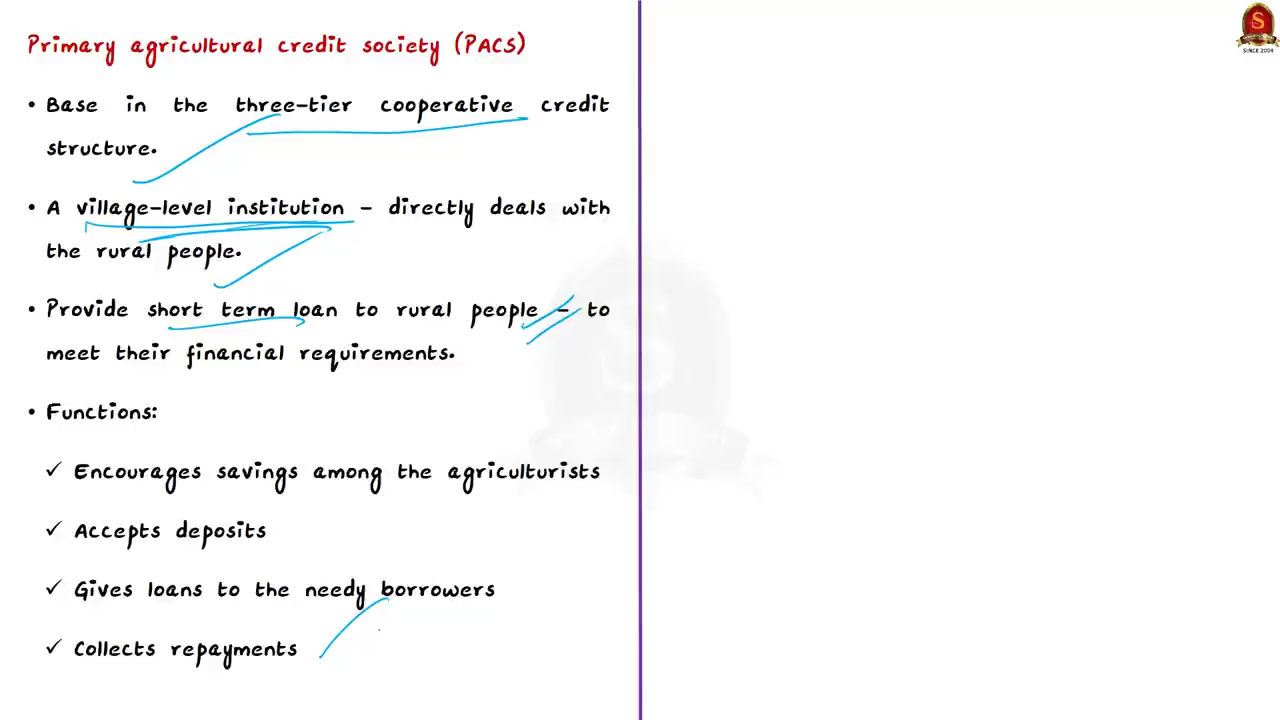 Primary agricultural credit society (PACS)
• Base in the three-tier cooperative credit
structure.
• A village-level institution – directly deals with
the rural people.
• Provide short term loan to rural people – to
meet their financial requirements.
• Functions:
✓ Encourages savings among the agriculturists
✓ Accepts deposits
✓ Gives loans to the needy borrowers
✓ Collects repayments
S
SINCE 2004